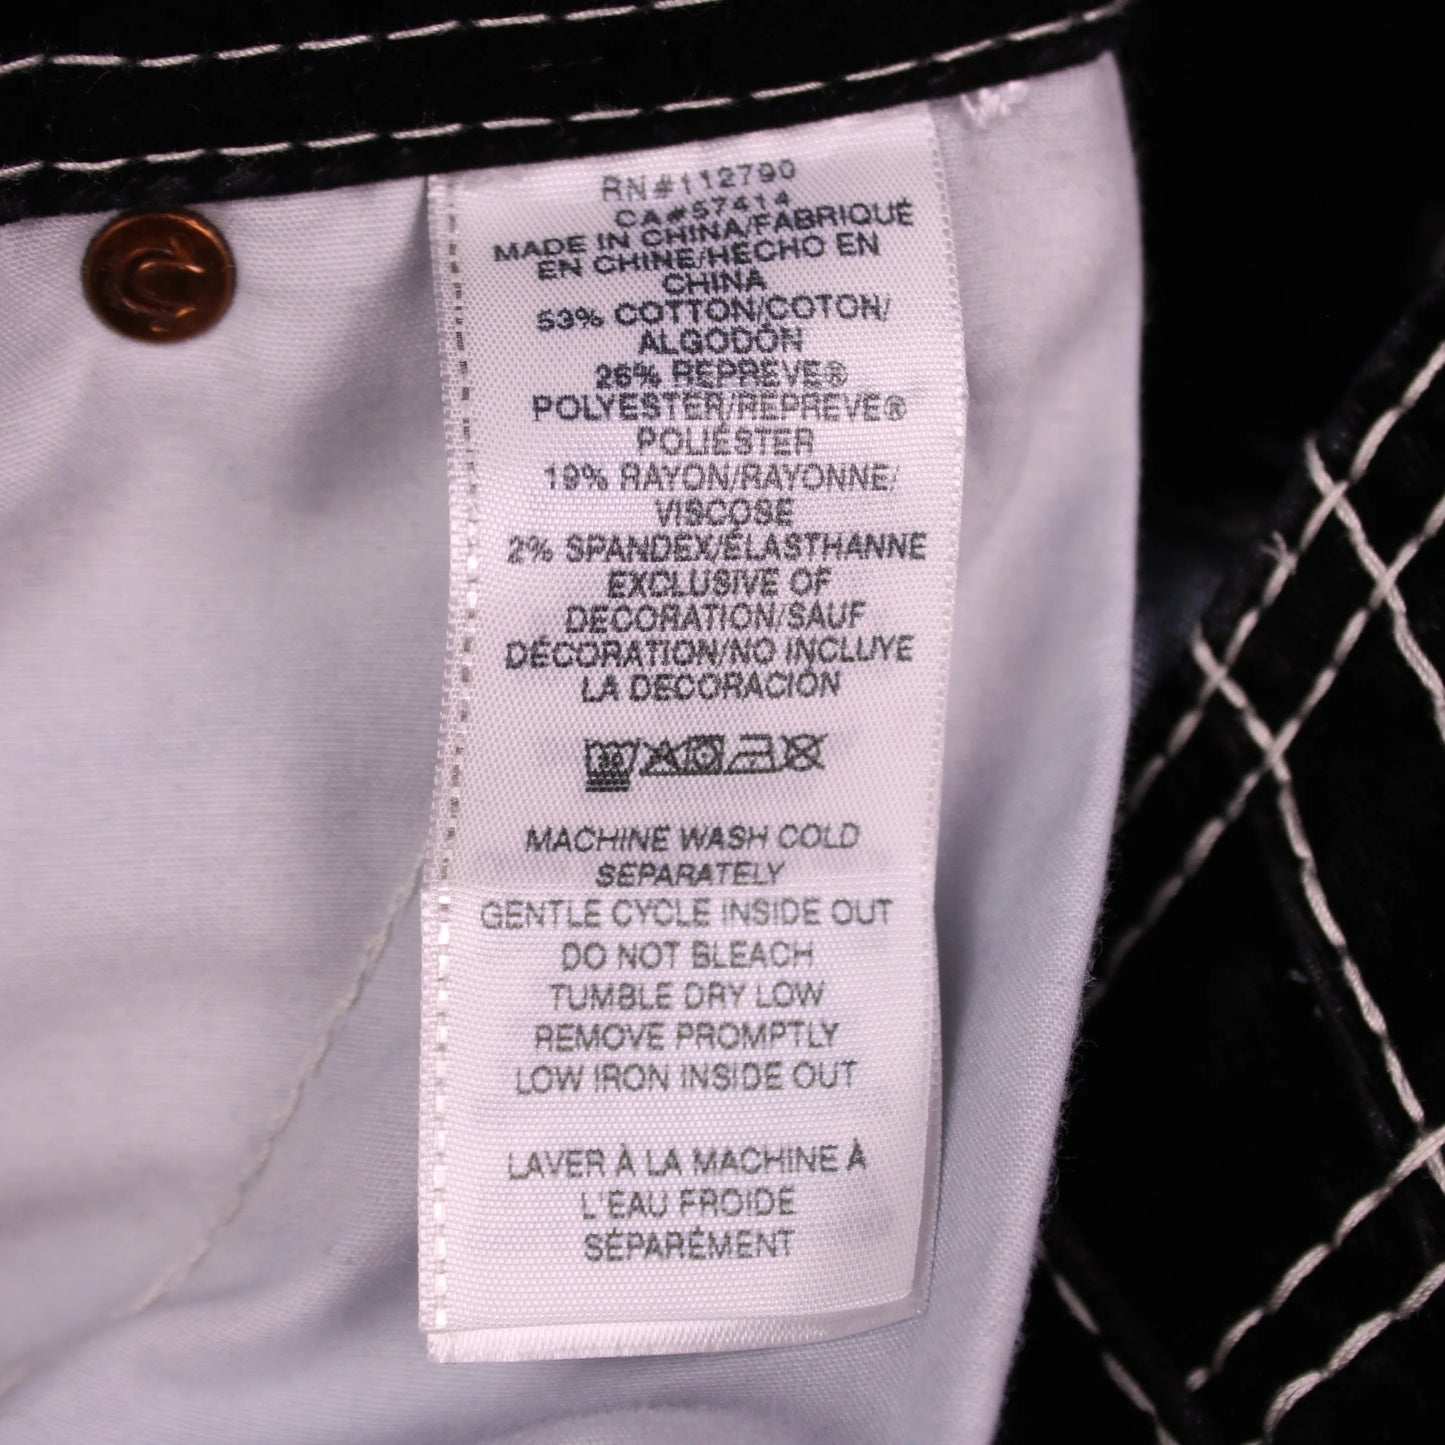 RN#112790
CA#57414
MADE IN CHINA/FABRIQUÉ
EN CHINE/HECHO EN
CHINA
53% COTTON/COTON/
ALGODÓN
26% REPREVE®
POLYESTER/REPREVE®
POLIÉSTER
19% RAYON/RAYONNE/
VISCOSE
2% SPANDEX/ÉLASTHANNE
EXCLUSIVE OF
DECORATION/SAUF
DÉCORATION/NO INCLUYE
LA DECORACIÓN
30
MACHINE WASH COLD
SEPARATELY
GENTLE CYCLE INSIDE OUT
DO NOT BLEACH
TUMBLE DRY LOW
REMOVE PROMPTLY
LOW IRON INSIDE OUT
LAVER À LA MACHINE À
L'EAU FROIDE
SÉPARÉMENT